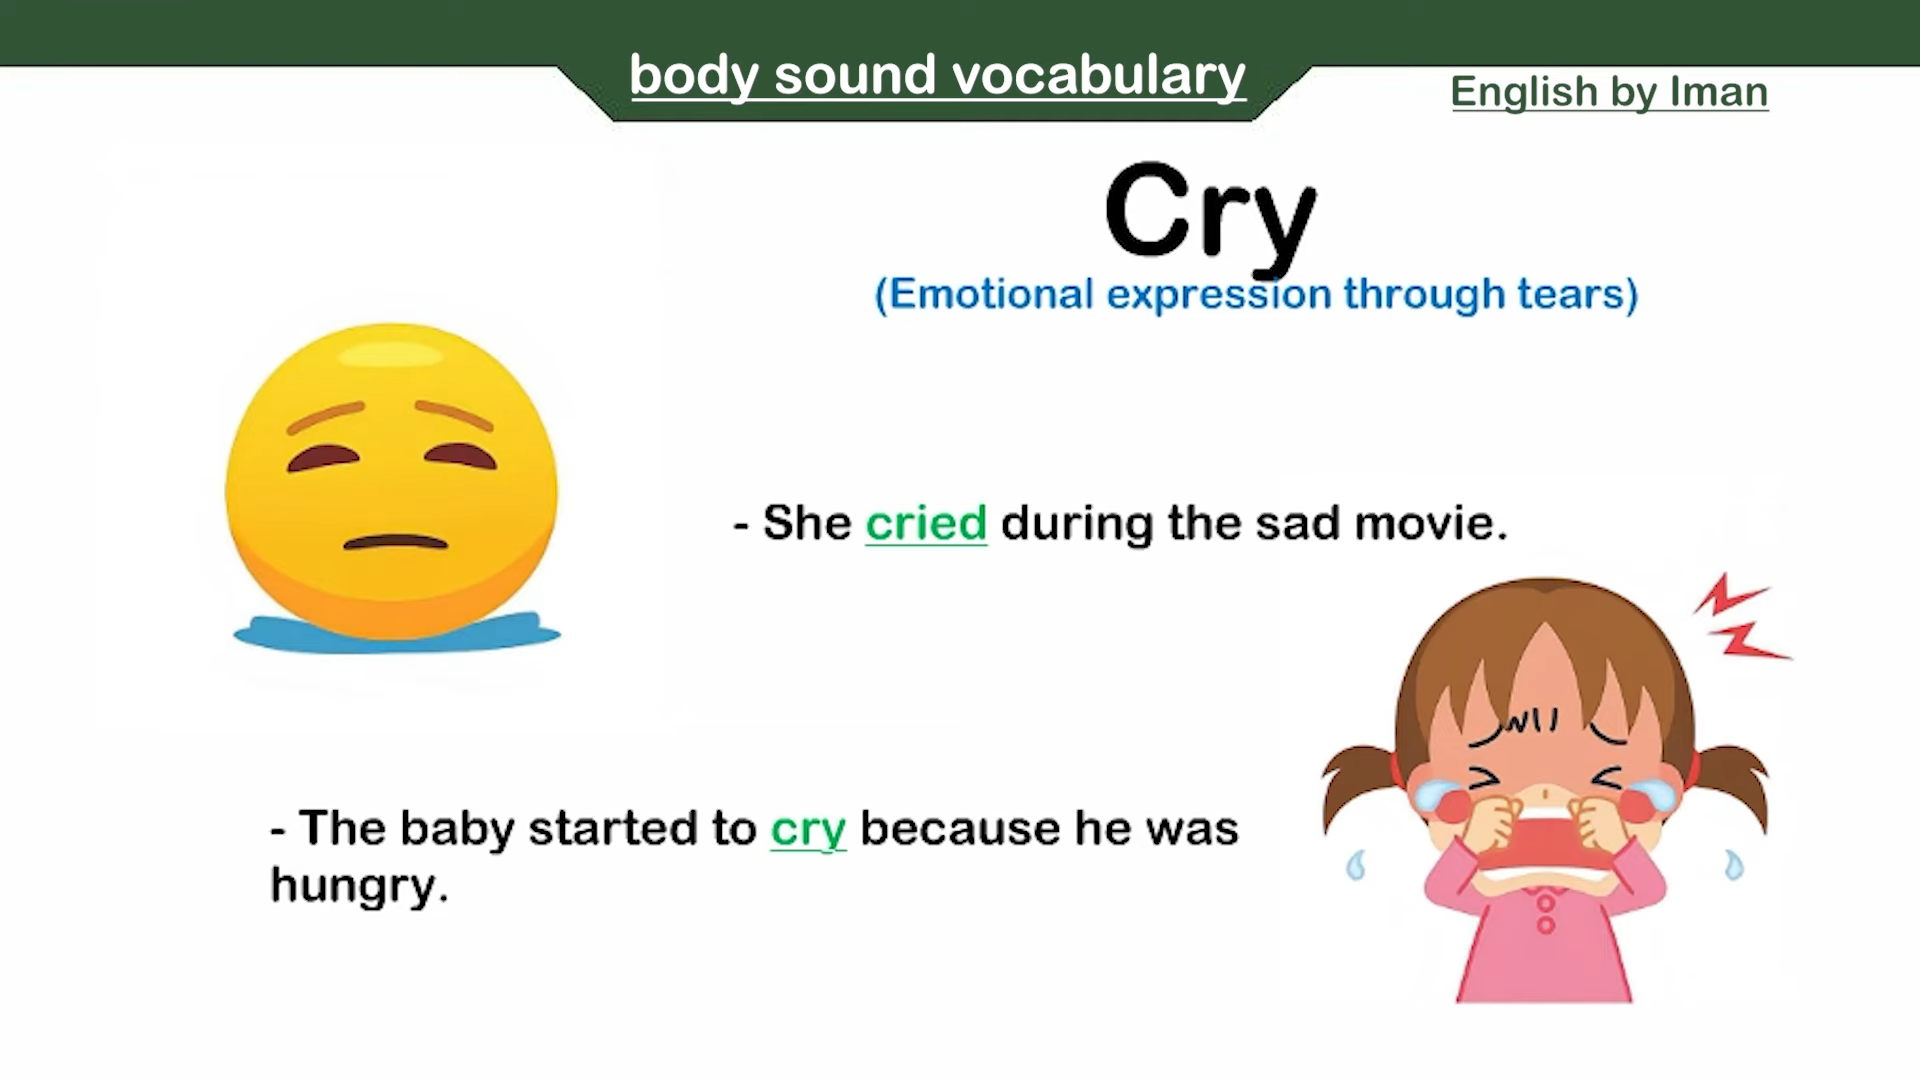 body sound vocabulary
English by Iman
Cry
(Emotional expression through tears)
- She cried during the sad movie.
- The baby started to cry because he was
hungry.